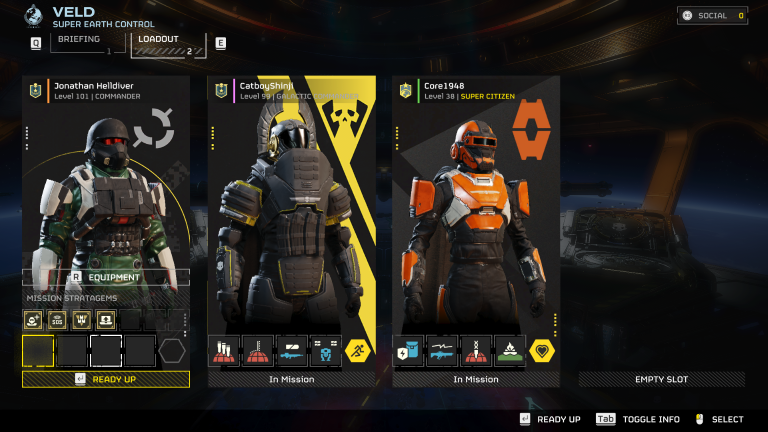 VELD
SUPER EARTH CONTROL
Q
BRIEFING
1
LOADOUT
2
E
SOCIAL 0
Jonathan Helldiver
Level 101 | COMMANDER
CatboyShinji
Level 99 | GALACTIC
Core1948
Level 38 | SUPER CITIZEN
R EQUIPMENT
MISSION STRATAGEMS
SOS
READY UP
In Mission
In Mission
EMPTY SLOT
READY UP
Tab TOGGLE INFO
SELECT